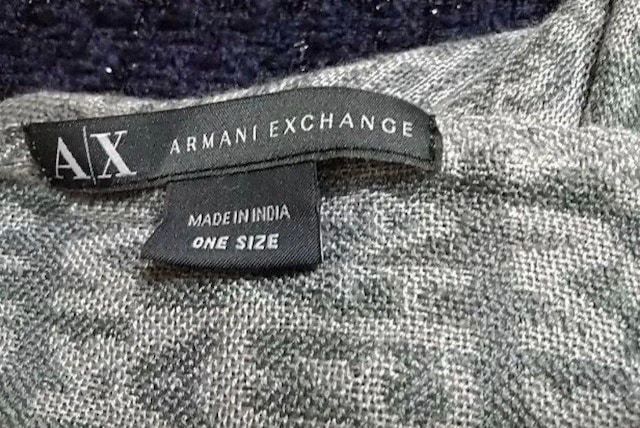 A|X ARMANI EXCHANGE
MADE IN INDIA
ONE SIZE